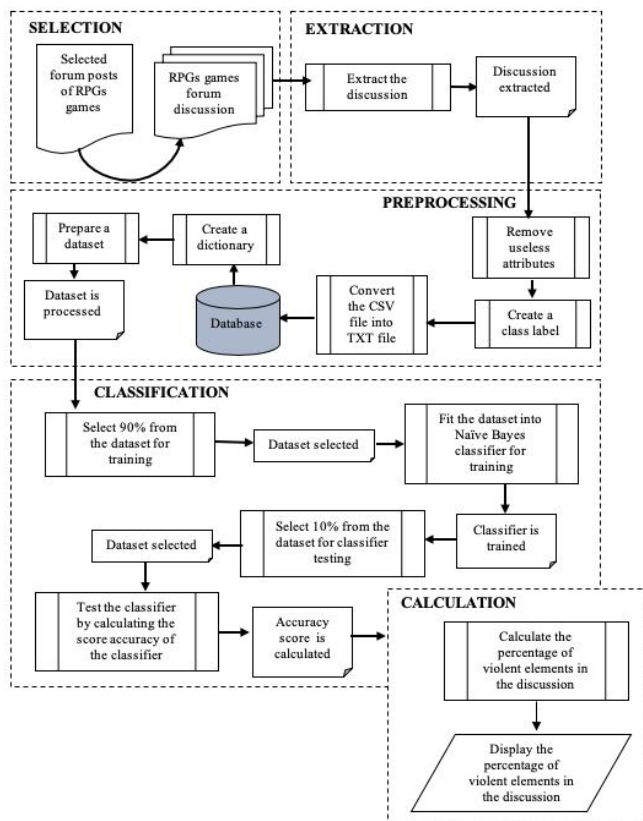 SELECTION
Selected
forum posts
of RPGs
games
RPGs games
forum
discussion
EXTRACTION
Extract the
discussion
Discussion
extracted
PREPROCESSING
Remove
useless
attributes
Create a
class label
Convert
the CSV
file into
TXT file
Database
Create a
dictionary
Prepare a
dataset
Dataset is
processed
CLASSIFICATION
Select 90% from
the dataset for
training
Dataset selected
Fit the dataset into
Naïve Bayes
classifier for
training
Classifier is
trained
Select 10% from the
dataset for classifier
testing
Dataset selected
Test the classifier
by calculating the
score accuracy of
the classifier
Accuracy
score is
calculated
CALCULATION
Calculate the
percentage of
violent elements in
the discussion
Display the
percentage of
violent elements in
the discussion